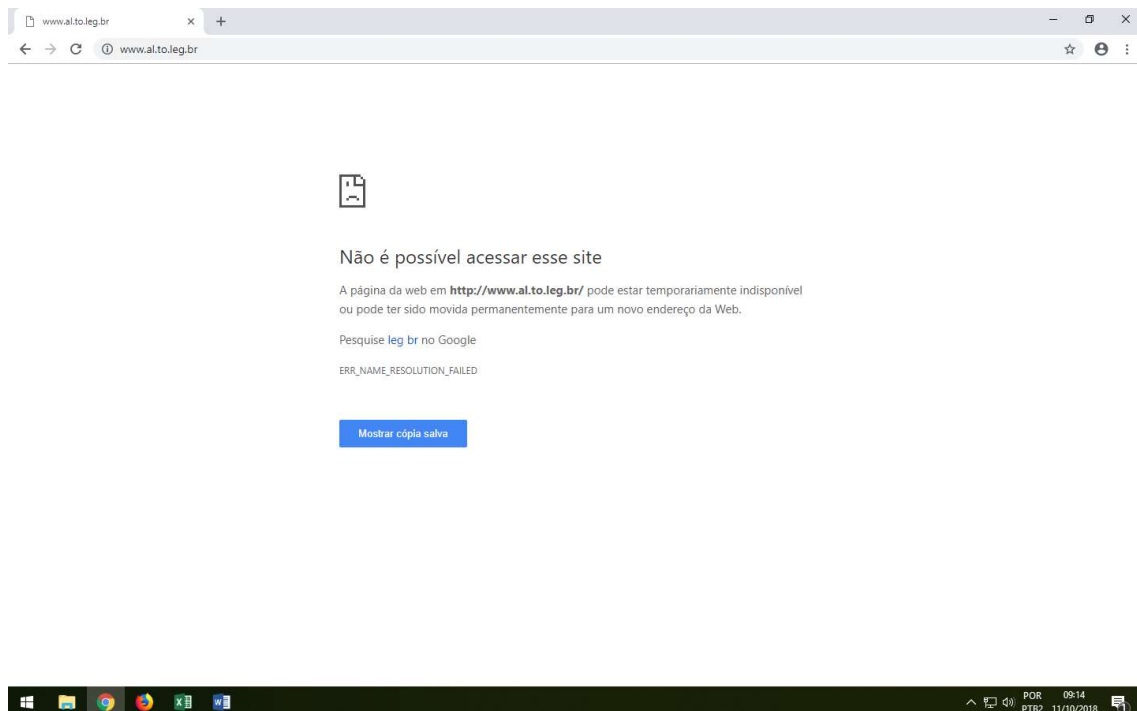 www.al.to.leg.br
www.al.to.leg.br
Não é possível acessar esse site
A página da web em http://www.al.to.leg.br/ pode estar temporariamente indisponível
ou pode ter sido movida permanentemente para um novo endereço da Web.
Pesquise leg br no Google
ERR_NAME_RESOLUTION_FAILED
Mostrar cópia salva
POR 09:14
PTB2 11/10/2018